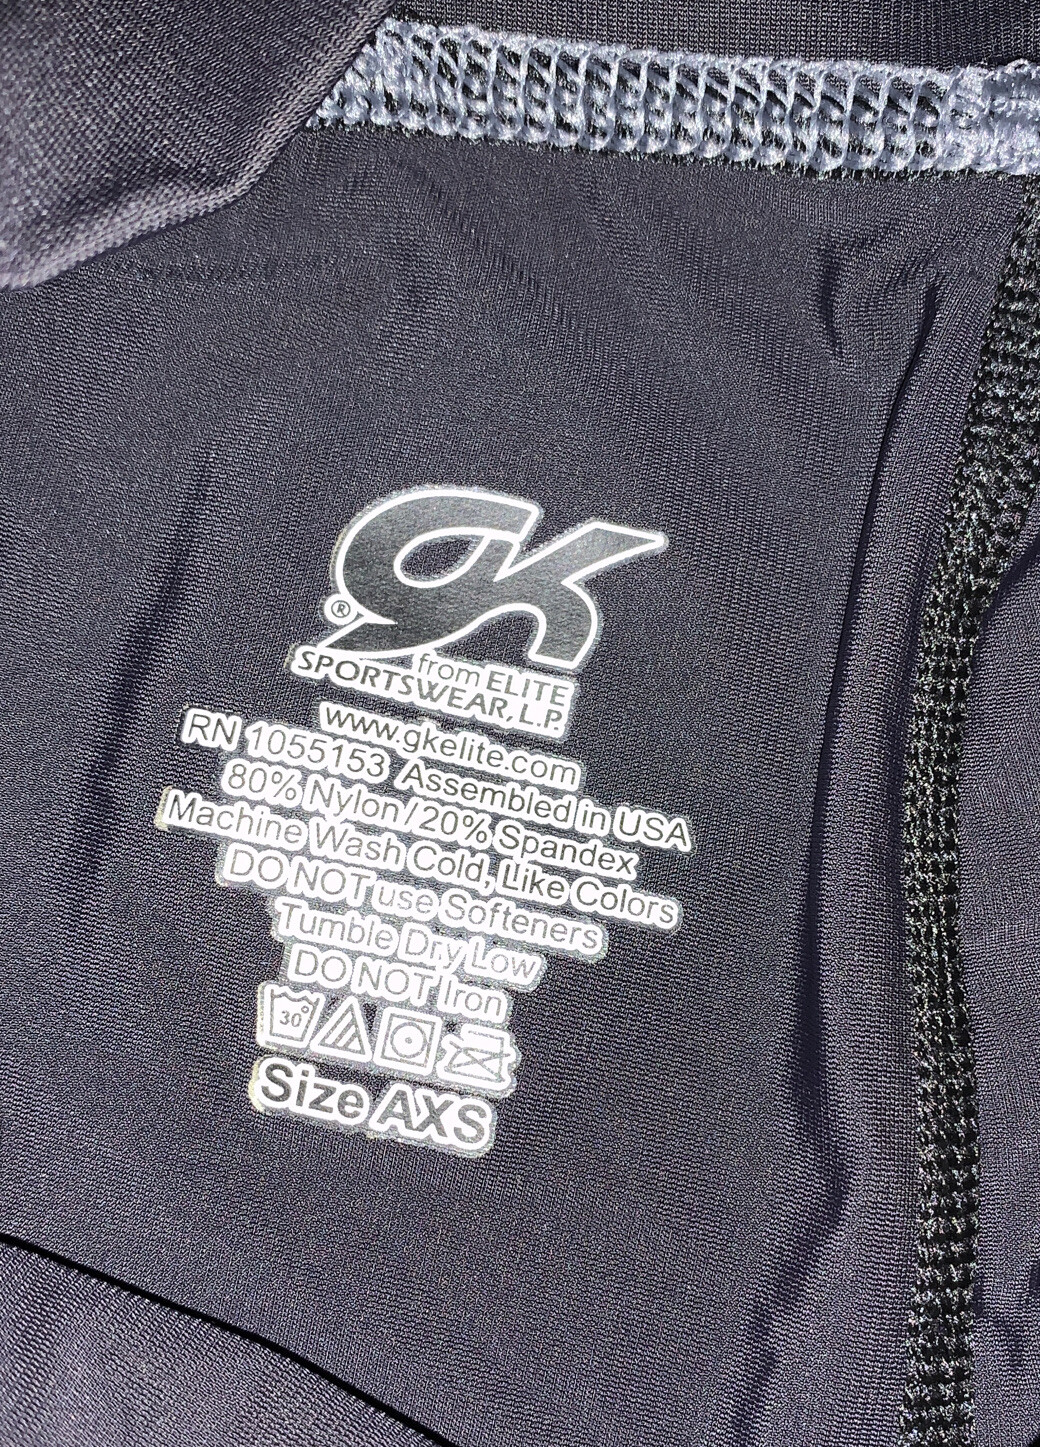 GK
®
from ELITE
SPORTSWEAR, L.P.
www.gkelite.com
RN 1055153 Assembled in USA
80% Nylon/20% Spandex
Machine Wash Cold, Like Colors
DO NOT use Softeners
Tumble Dry Low
DO NOT Iron
30°
Size AXS